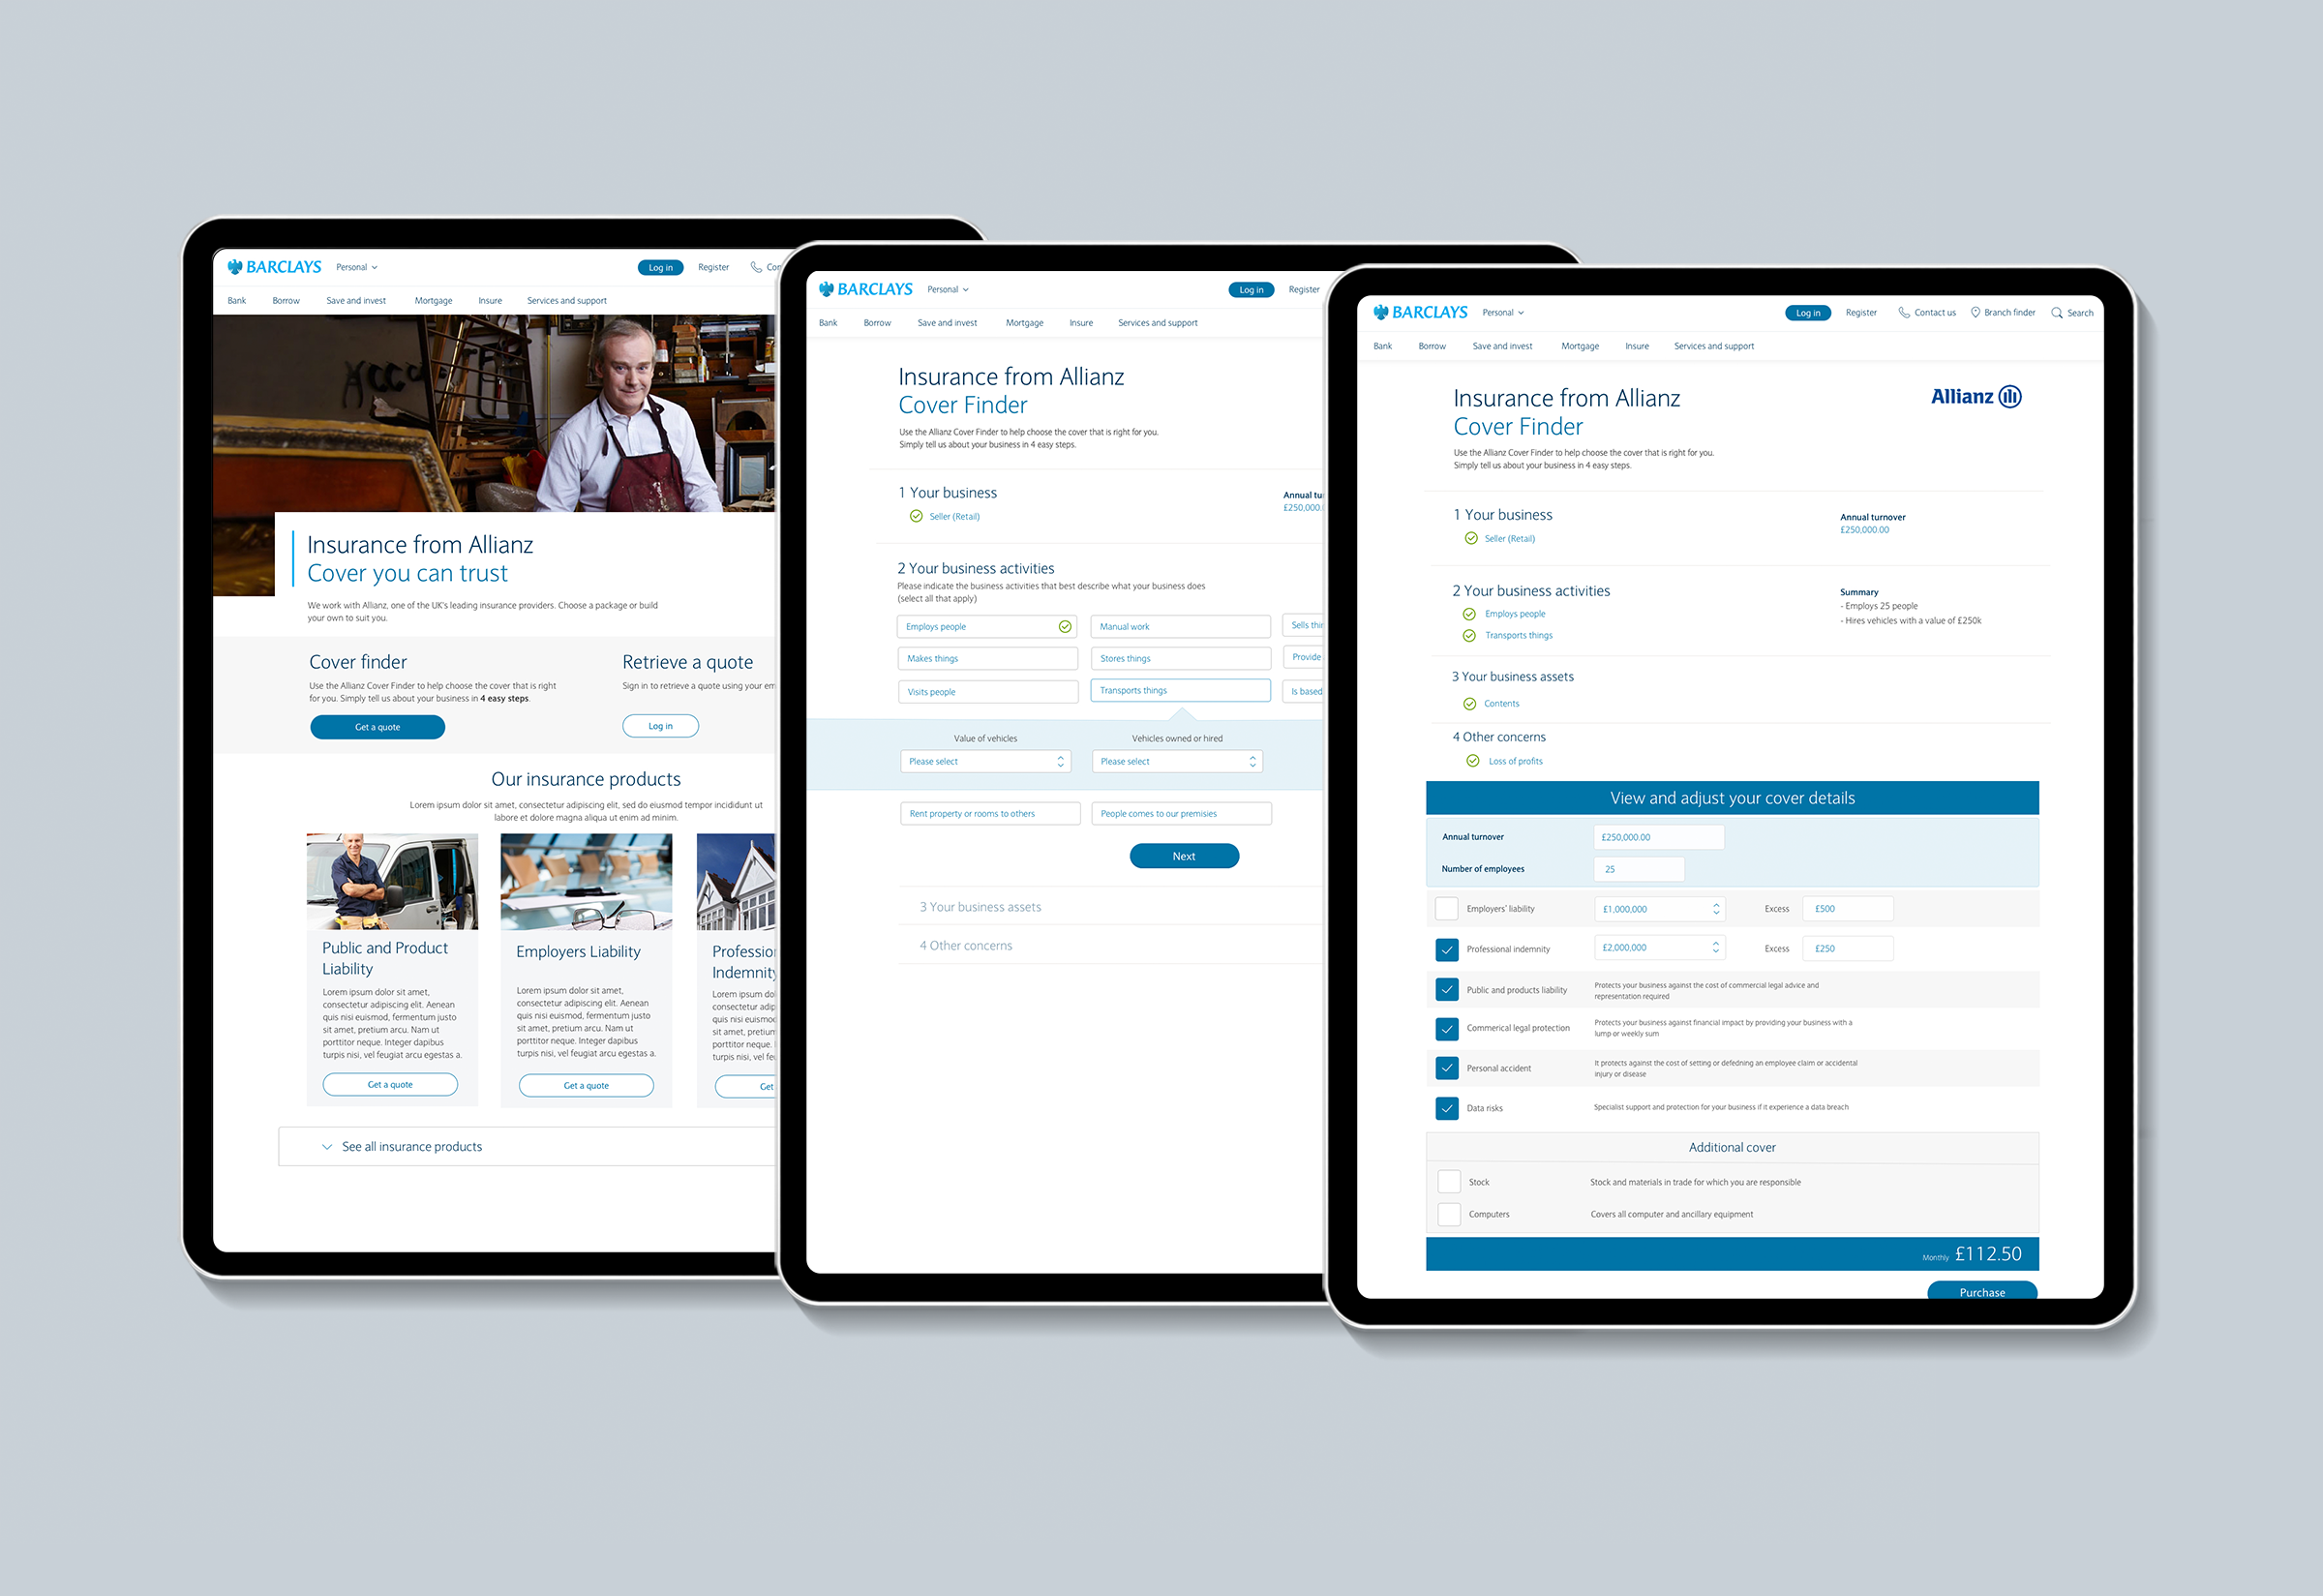 BARCLAYS Personal Log in Register
Bank Borrow Save and invest Mortgage Insure Services and support
Insurance from Allianz
Cover you can trust
We work with Allianz, one of the UK's leading insurance providers. Choose a package or build
your own to suit you.
Cover finder
Use the Allianz Cover Finder to help choose the cover that is right
for you. Simply tell us about your business in 4 easy steps.
Get a quote
Retrieve a quote
Sign in to retrieve a quote using your em
Log in
Our insurance products
Lorem ipsum dolor sit amet, consectetur adipiscing elit, sed do eiusmod tempor incididunt ut
labore et dolore magna aliqua ut enim ad minim.
Public and Product
Liability
Lorem ipsum dolor sit amet,
consectetur adipiscing elit. Aenean
quis nisi euismod, fermentum justo
sit amet, pretium arcu. Nam ut
porttitor neque. Integer dapibus
turpis nisi, vel feugiat arcu egestas a.
Get a quote
Employers Liability
Lorem ipsum dolor sit amet,
consectetur adipiscing elit. Aenean
quis nisi euismod, fermentum justo
sit amet, pretium arcu. Nam ut
porttitor neque. Integer dapibus
turpis nisi, vel feugiat arcu egestas a.
Get a quote
Profession
Indemnity
Lorem ipsum dol
consectetur adip
quis nisi euismod
sit amet, pretium
porttitor neque.
turpis nisi, vel fe
Get
See all insurance products
BARCLAYS Personal Log in Register
Bank Borrow Save and invest Mortgage Insure Services and support
Insurance from Allianz
Cover Finder
Use the Allianz Cover Finder to help choose the cover that is right for you.
Simply tell us about your business in 4 easy steps.
1 Your business
Seller (Retail)
Annual tu
£250,000.
2 Your business activities
Please indicate the business activities that best describe what your business does
(select all that apply)
Employs people Manual work Sells thin
Makes things Stores things Provide
Visits people Transports things Is based
Value of vehicles Vehicles owned or hired
Please select Please select
Rent property or rooms to others People comes to our premisies
Next
3 Your business assets
4 Other concerns
BARCLAYS Personal Log in Register Contact us Branch finder Search
Bank Borrow Save and invest Mortgage Insure Services and support
Insurance from Allianz
Cover Finder
Allianz
Use the Allianz Cover Finder to help choose the cover that is right for you.
Simply tell us about your business in 4 easy steps.
1 Your business
Seller (Retail)
Annual turnover
£250,000.00
2 Your business activities
Employs people
Transports things
Summary
- Employs 25 people
- Hires vehicles with a value of £250k
3 Your business assets
Contents
4 Other concerns
Loss of profits
View and adjust your cover details
Annual turnover £250,000.00
Number of employees 25
Employers' liability £1,000,000 Excess £500
Professional indemnity £2,000,000 Excess £250
Public and products liability
Protects your business against the cost of commercial legal advice and
representation required
Commerical legal protection
Protects your business against financial impact by providing your business with a
lump or weekly sum
Personal accident
It protects against the cost of setting or defedning an employee claim or accidental
injury or disease
Data risks Specialist support and protection for your business if it experience a data breach
Additional cover
Stock Stock and materials in trade for which you are responsible
Computers Covers all computer and ancillary equipment
Monthly £112.50
Purchase